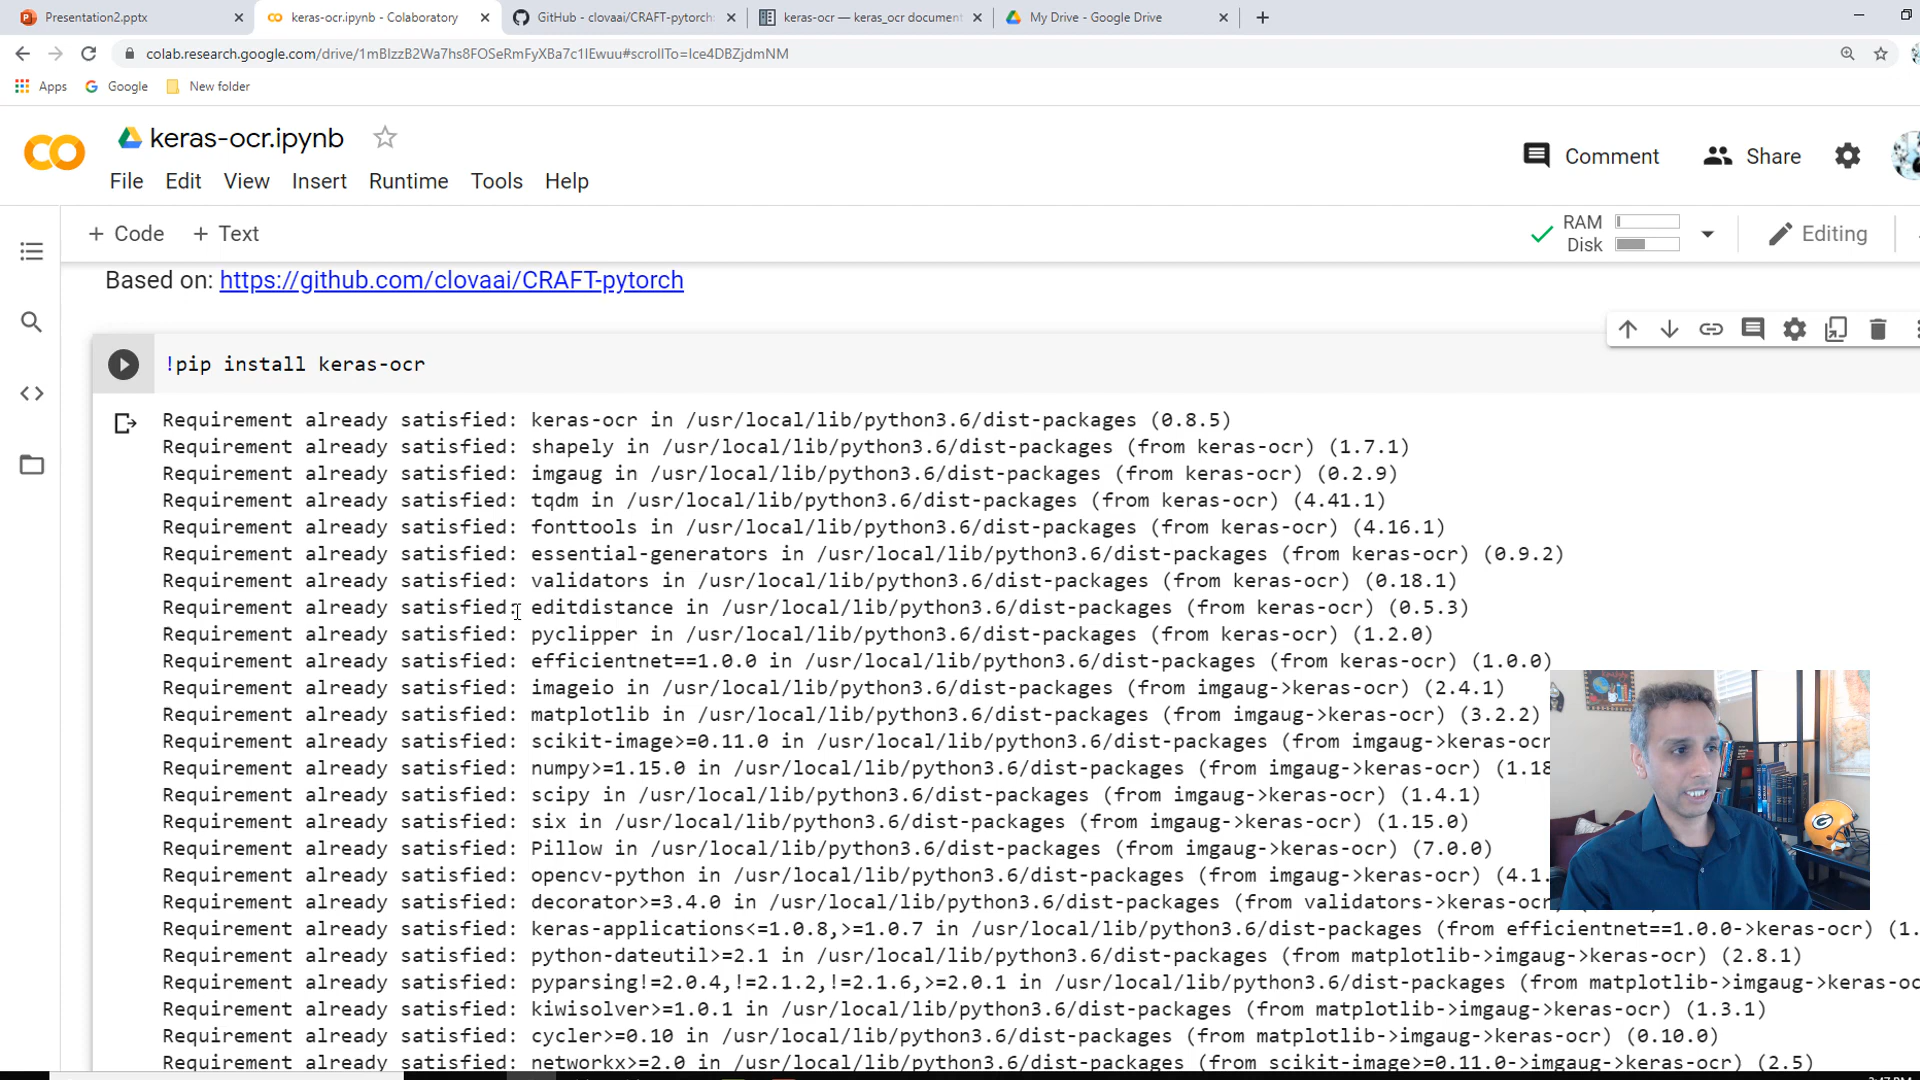 Presentation2.pptx
keras-ocr.ipynb - Colaboratory
GitHub - clovaai/CRAFT-pytorch:
keras-ocr — keras_ocr document
My Drive - Google Drive
colab.research.google.com/drive/1mBIzzB2Wa7hs8FOSeRmFyXBa7c1IEwuu#scrollTo=Ice4DBZjdmNM
Apps
Google
New folder
keras-ocr.ipynb
Comment
Share
File Edit View Insert Runtime Tools Help
+ Code + Text
RAM
Disk
Editing
Based on: https://github.com/clovaai/CRAFT-pytorch
!pip install keras-ocr
Requirement already satisfied: keras-ocr in /usr/local/lib/python3.6/dist-packages (0.8.5)
Requirement already satisfied: shapely in /usr/local/lib/python3.6/dist-packages (from keras-ocr) (1.7.1)
Requirement already satisfied: imgaug in /usr/local/lib/python3.6/dist-packages (from keras-ocr) (0.2.9)
Requirement already satisfied: tqdm in /usr/local/lib/python3.6/dist-packages (from keras-ocr) (4.41.1)
Requirement already satisfied: fonttools in /usr/local/lib/python3.6/dist-packages (from keras-ocr) (4.16.1)
Requirement already satisfied: essential-generators in /usr/local/lib/python3.6/dist-packages (from keras-ocr) (0.9.2)
Requirement already satisfied: validators in /usr/local/lib/python3.6/dist-packages (from keras-ocr) (0.18.1)
Requirement already satisfied: editdistance in /usr/local/lib/python3.6/dist-packages (from keras-ocr) (0.5.3)
Requirement already satisfied: pyclipper in /usr/local/lib/python3.6/dist-packages (from keras-ocr) (1.2.0)
Requirement already satisfied: efficientnet==1.0.0 in /usr/local/lib/python3.6/dist-packages (from keras-ocr) (1.0.0)
Requirement already satisfied: imageio in /usr/local/lib/python3.6/dist-packages (from imgaug->keras-ocr) (2.4.1)
Requirement already satisfied: matplotlib in /usr/local/lib/python3.6/dist-packages (from imgaug->keras-ocr) (3.2.2)
Requirement already satisfied: scikit-image>=0.11.0 in /usr/local/lib/python3.6/dist-packages (from imgaug->keras-ocr
Requirement already satisfied: numpy>=1.15.0 in /usr/local/lib/python3.6/dist-packages (from imgaug->keras-ocr) (1.18
Requirement already satisfied: scipy in /usr/local/lib/python3.6/dist-packages (from imgaug->keras-ocr) (1.4.1)
Requirement already satisfied: six in /usr/local/lib/python3.6/dist-packages (from imgaug->keras-ocr) (1.15.0)
Requirement already satisfied: Pillow in /usr/local/lib/python3.6/dist-packages (from imgaug->keras-ocr) (7.0.0)
Requirement already satisfied: opencv-python in /usr/local/lib/python3.6/dist-packages (from imgaug->keras-ocr) (4.1.
Requirement already satisfied: decorator>=3.4.0 in /usr/local/lib/python3.6/dist-packages (from validators->keras-ocr)
Requirement already satisfied: keras-applications<=1.0.8,>=1.0.7 in /usr/local/lib/python3.6/dist-packages (from efficientnet==1.0.0->keras-ocr) (1.
Requirement already satisfied: python-dateutil>=2.1 in /usr/local/lib/python3.6/dist-packages (from matplotlib->imgaug->keras-ocr) (2.8.1)
Requirement already satisfied: pyparsing!=2.0.4,!=2.1.2,!=2.1.6,>=2.0.1 in /usr/local/lib/python3.6/dist-packages (from matplotlib->imgaug->keras-oc
Requirement already satisfied: kiwisolver>=1.0.1 in /usr/local/lib/python3.6/dist-packages (from matplotlib->imgaug->keras-ocr) (1.3.1)
Requirement already satisfied: cycler>=0.10 in /usr/local/lib/python3.6/dist-packages (from matplotlib->imgaug->keras-ocr) (0.10.0)
Requirement already satisfied: networkx>=2.0 in /usr/local/lib/python3.6/dist-packages (from scikit-image>=0.11.0->imgaug->keras-ocr) (2.5)